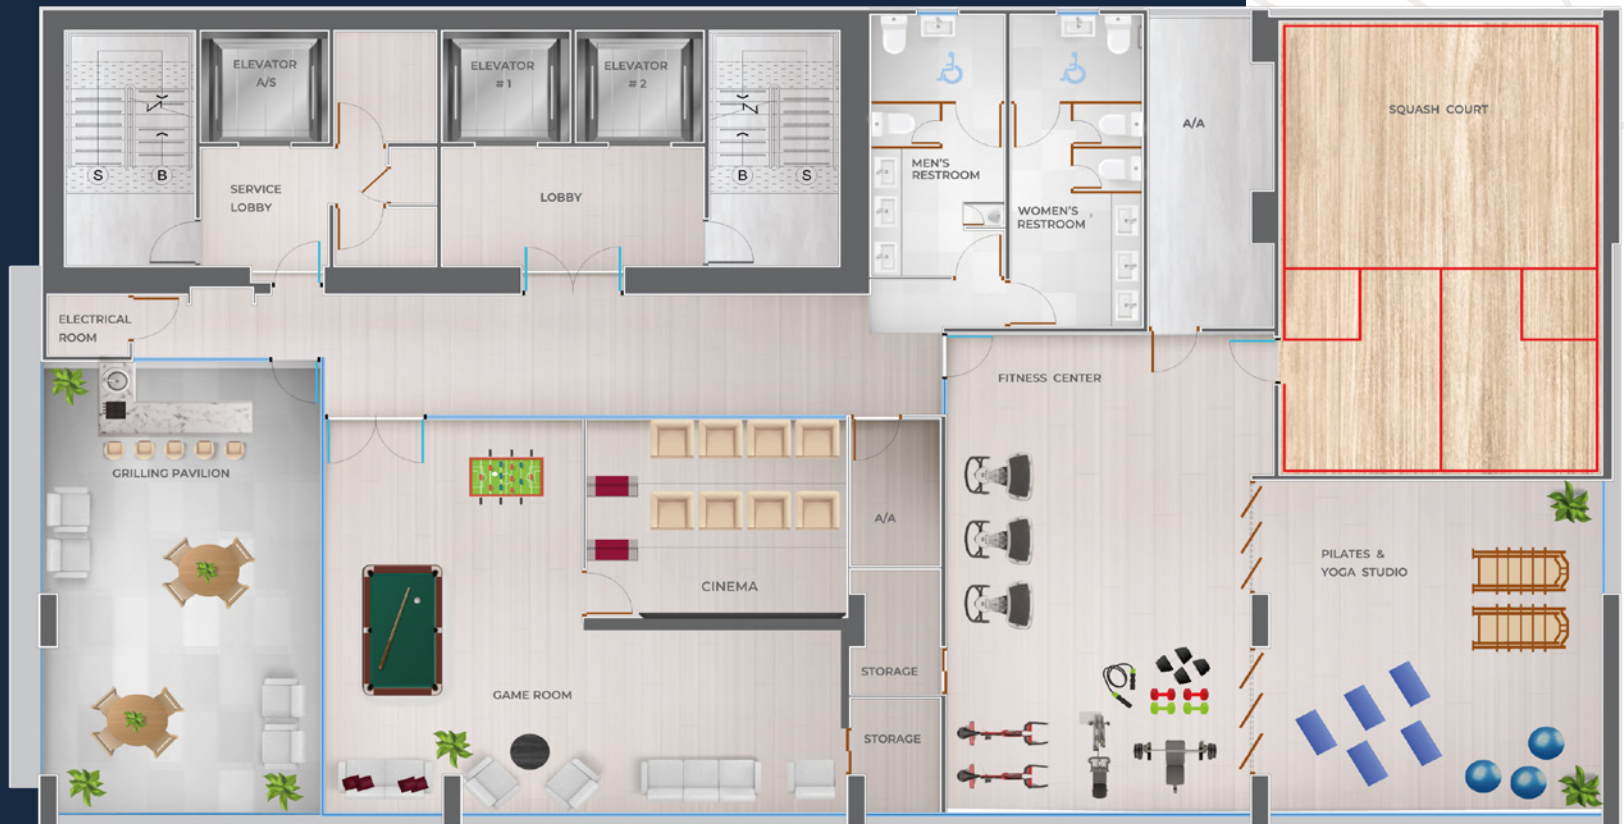 ELEVATOR
A/S
ELEVATOR
# 1
ELEVATOR
# 2
S
B
B
S
SERVICE
LOBBY
LOBBY
MEN'S
RESTROOM
WOMEN'S
RESTROOM
A/A
SQUASH COURT
ELECTRICAL
ROOM
FITNESS CENTER
GRILLING PAVILION
A/A
CINEMA
PILATES &
YOGA STUDIO
GAME ROOM
STORAGE
STORAGE